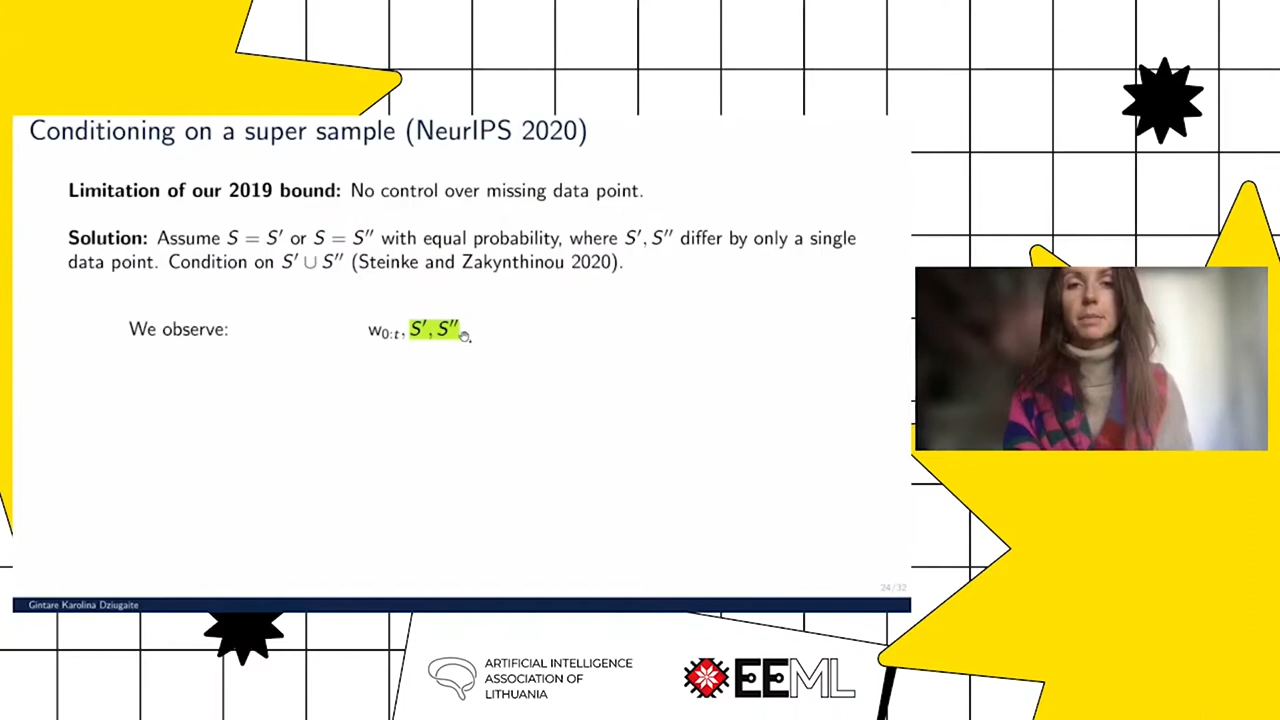 Conditioning on a super sample (NeurIPS 2020)
Limitation of our 2019 bound: No control over missing data point.
Solution: Assume S = S′ or S = S″ with equal probability, where S′, S″ differ by only a single
data point. Condition on S′ ∪ S″ (Steinke and Zakynthinou 2020).
We observe: w₀:ₜ, S′, S″.
24/32
Gintare Karolina Dziugaite
ARTIFICIAL INTELLIGENCE
ASSOCIATION OF
LITHUANIA
EEML